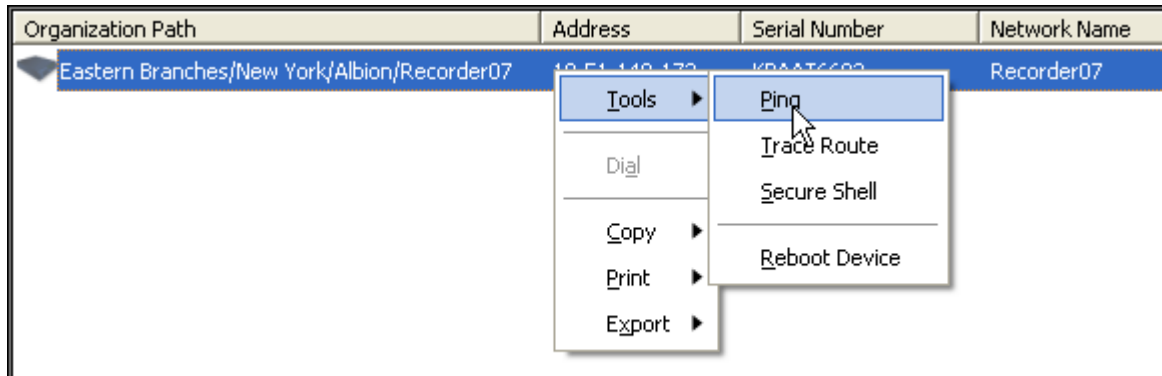 Organization Path Address Serial Number Network Name
Eastern Branches/New York/Albion/Recorder07 Recorder07
Tools
Ping
Trace Route
Dial
Secure Shell
Copy
Reboot Device
Print
Export